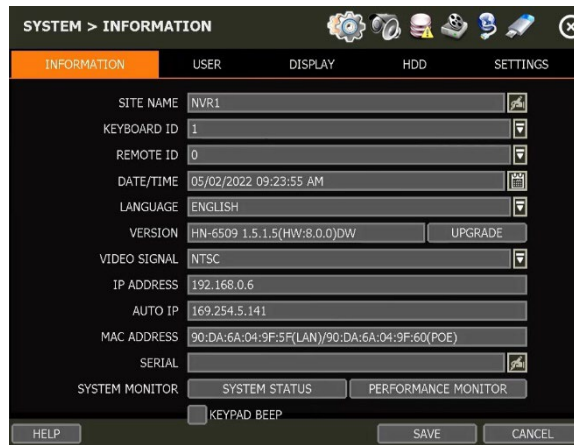 SYSTEM > INFORMATION
INFORMATION USER DISPLAY HDD SETTINGS
SITE NAME NVR1
KEYBOARD ID 1
REMOTE ID 0
DATE/TIME 05/02/2022 09:23:55 AM
LANGUAGE ENGLISH
VERSION HN-6509 1.5.1.5(HW:8.0.0)DW UPGRADE
VIDEO SIGNAL NTSC
IP ADDRESS 192.168.0.6
AUTO IP 169.254.5.141
MAC ADDRESS 90:DA:6A:04:9F:5F(LAN)/90:DA:6A:04:9F:60(POE)
SERIAL
SYSTEM MONITOR SYSTEM STATUS PERFORMANCE MONITOR
KEYPAD BEEP
HELP SAVE CANCEL